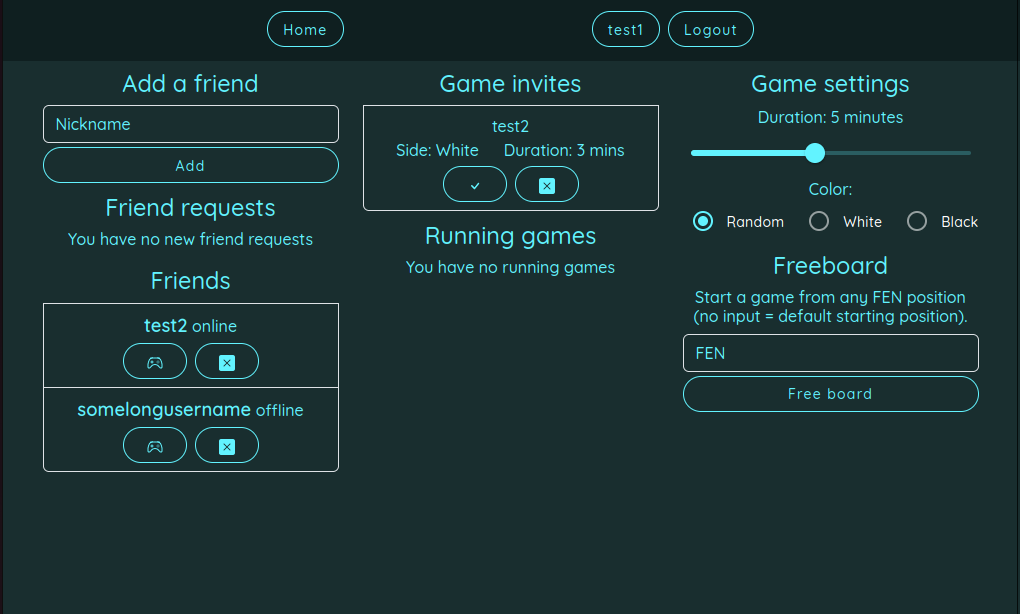 Home
test1
Logout
Add a friend
Nickname
Add
Friend requests
You have no new friend requests
Friends
test2 online
somelongusername offline
Game invites
test2
Side: White Duration: 3 mins
Running games
You have no running games
Game settings
Duration: 5 minutes
Color:
Random White Black
Freeboard
Start a game from any FEN position
(no input = default starting position).
FEN
Free board